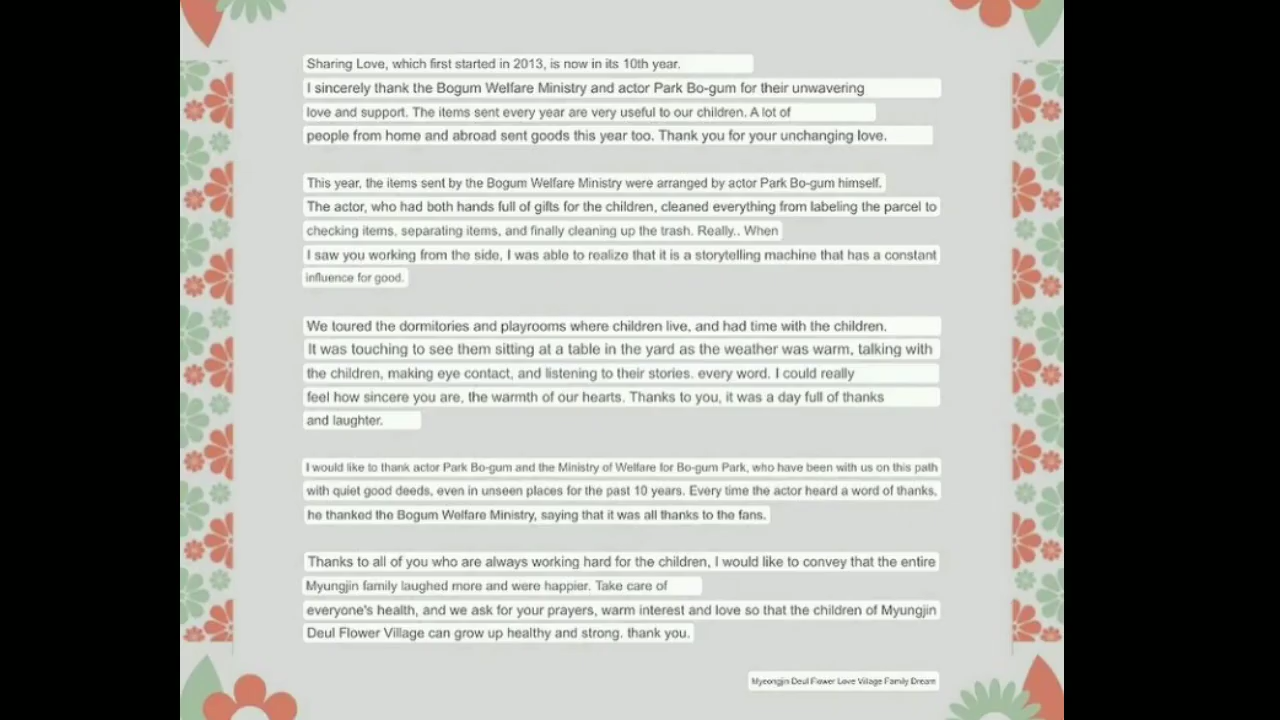 Sharing Love, which first started in 2013, is now in its 10th year.
I sincerely thank the Bogum Welfare Ministry and actor Park Bo-gum for their unwavering
love and support. The items sent every year are very useful to our children. A lot of
people from home and abroad sent goods this year too. Thank you for your unchanging love.
This year, the items sent by the Bogum Welfare Ministry were arranged by actor Park Bo-gum himself.
The actor, who had both hands full of gifts for the children, cleaned everything from labeling the parcel to
checking items, separating items, and finally cleaning up the trash. Really.. When
I saw you working from the side, I was able to realize that it is a storytelling machine that has a constant
influence for good.
We toured the dormitories and playrooms where children live, and had time with the children.
It was touching to see them sitting at a table in the yard as the weather was warm, talking with
the children, making eye contact, and listening to their stories. every word. I could really
feel how sincere you are, the warmth of our hearts. Thanks to you, it was a day full of thanks
and laughter.
I would like to thank actor Park Bo-gum and the Ministry of Welfare for Bo-gum Park, who have been with us on this path
with quiet good deeds, even in unseen places for the past 10 years. Every time the actor heard a word of thanks,
he thanked the Bogum Welfare Ministry, saying that it was all thanks to the fans.
Thanks to all of you who are always working hard for the children, I would like to convey that the entire
Myungjin family laughed more and were happier. Take care of
everyone's health, and we ask for your prayers, warm interest and love so that the children of Myungjin
Deul Flower Village can grow up healthy and strong. thank you.
Myeongjin Deul Flower Love Village Family Dream